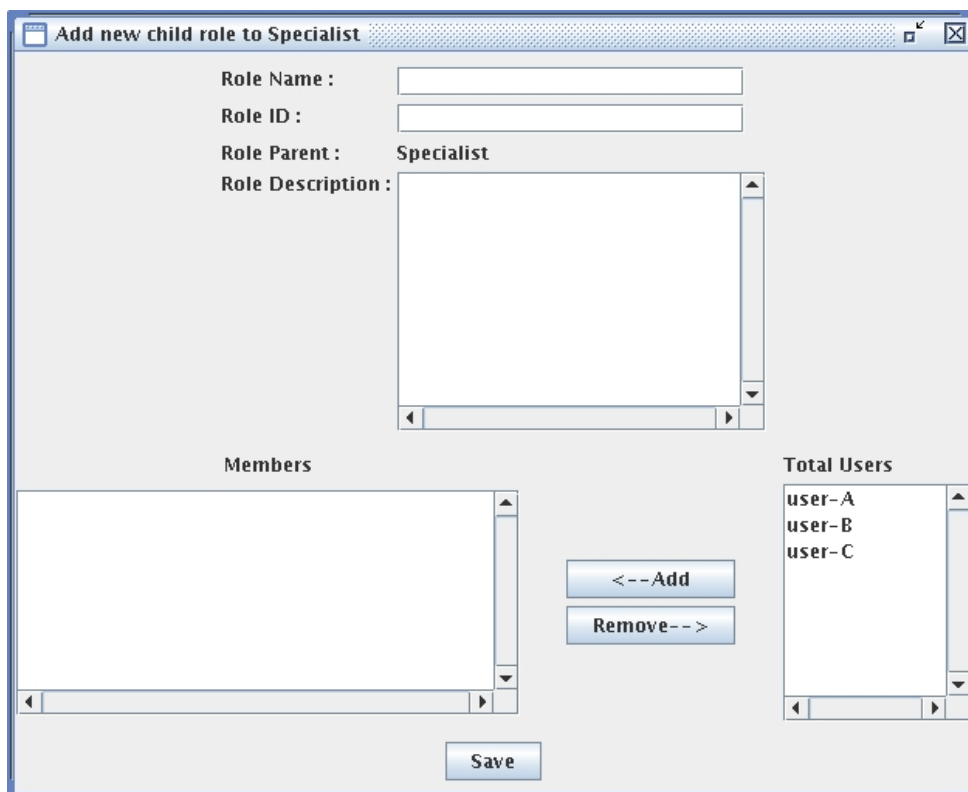 Add new child role to Specialist
Role Name :
Role ID :
Role Parent : Specialist
Role Description :
Members
Total Users
user-A
user-B
user-C
<--Add
Remove-->
Save